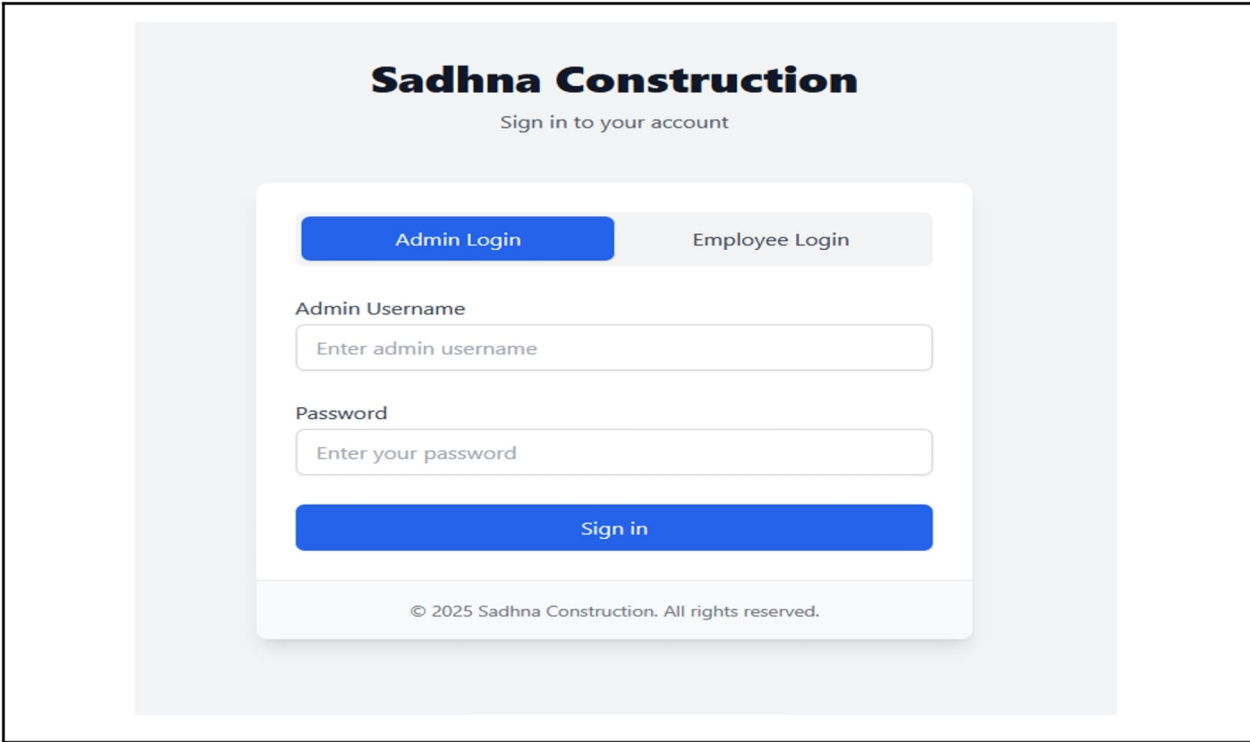 Sadhna Construction
Sign in to your account
Admin Login
Employee Login
Admin Username
Enter admin username
Password
Enter your password
Sign in
© 2025 Sadhna Construction. All rights reserved.